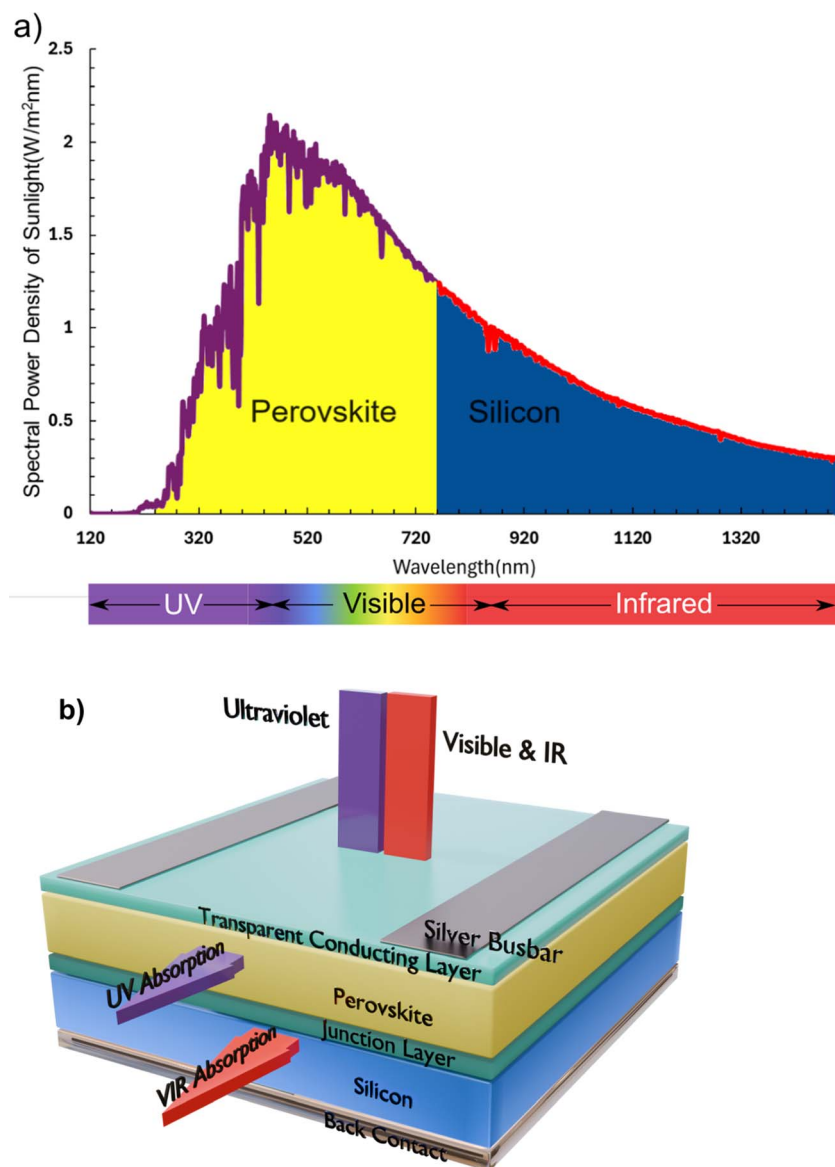 a)
Spectral Power Density of Sunlight(W/m²nm)
2.5
2
1.5
1
0.5
0
Perovskite
Silicon
120 320 520 720 920 1120 1320
Wavelength(nm)
UV Visible Infrared
b)
Ultraviolet
Visible & IR
Silver Busbar
Transparent Conducting Layer
UV Absorption
Perovskite
Junction Layer
VIR Absorption
Silicon
Back Contact